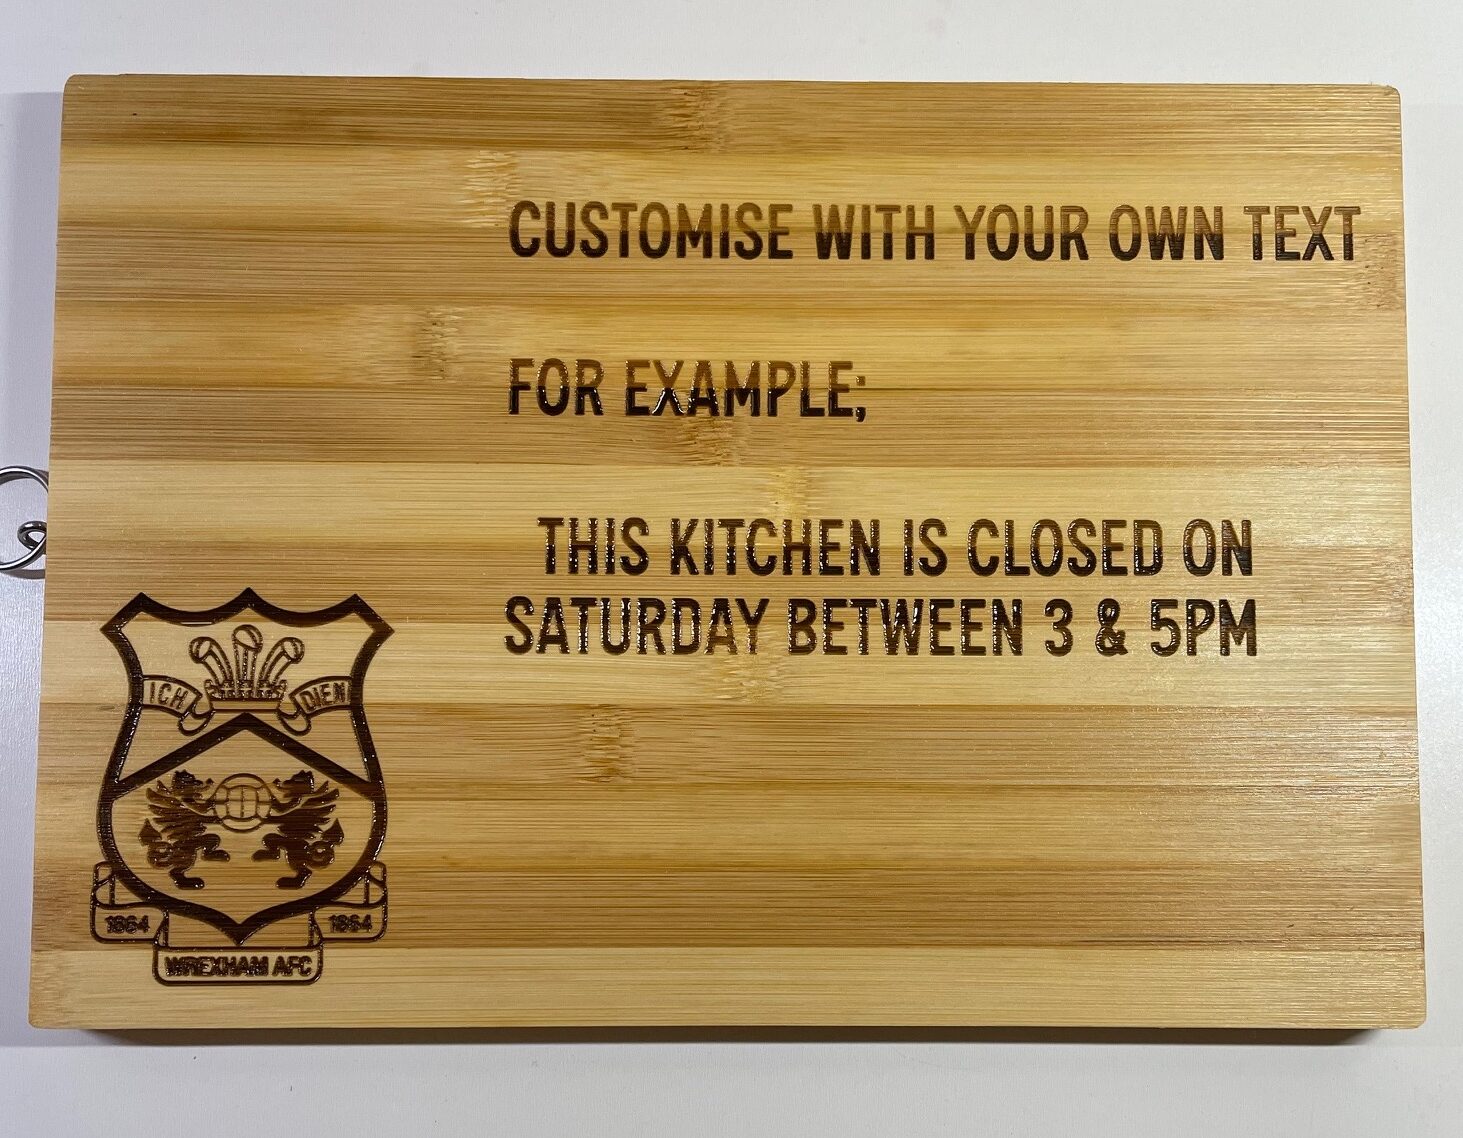 CUSTOMISE WITH YOUR OWN TEXT
FOR EXAMPLE;
THIS KITCHEN IS CLOSED ON
SATURDAY BETWEEN 3 & 5PM
ICH DIEN
1864 1864
WREXHAM AFC